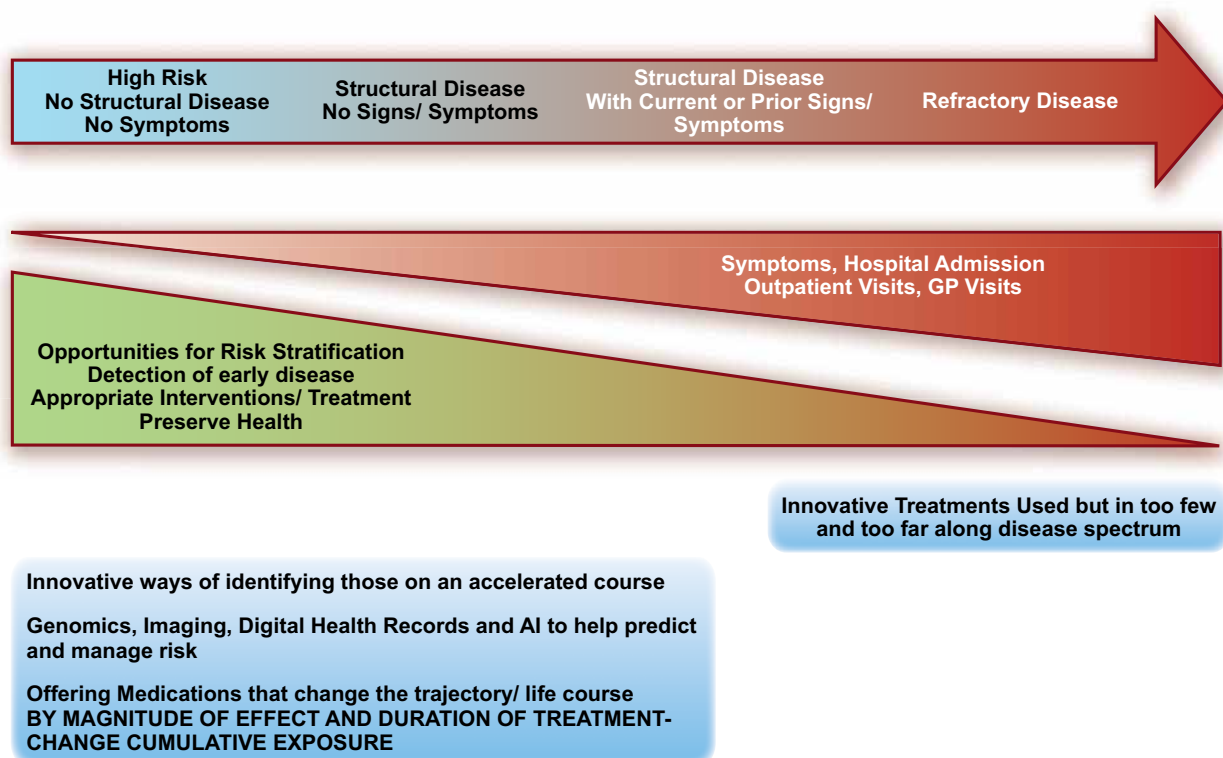 High Risk
No Structural Disease
No Symptoms
Structural Disease
No Signs/ Symptoms
Structural Disease
With Current or Prior Signs/
Symptoms
Refractory Disease
Symptoms, Hospital Admission
Outpatient Visits, GP Visits
Opportunities for Risk Stratification
Detection of early disease
Appropriate Interventions/ Treatment
Preserve Health
Innovative Treatments Used but in too few
and too far along disease spectrum
Innovative ways of identifying those on an accelerated course
Genomics, Imaging, Digital Health Records and AI to help predict
and manage risk
Offering Medications that change the trajectory/ life course
BY MAGNITUDE OF EFFECT AND DURATION OF TREATMENT-
CHANGE CUMULATIVE EXPOSURE